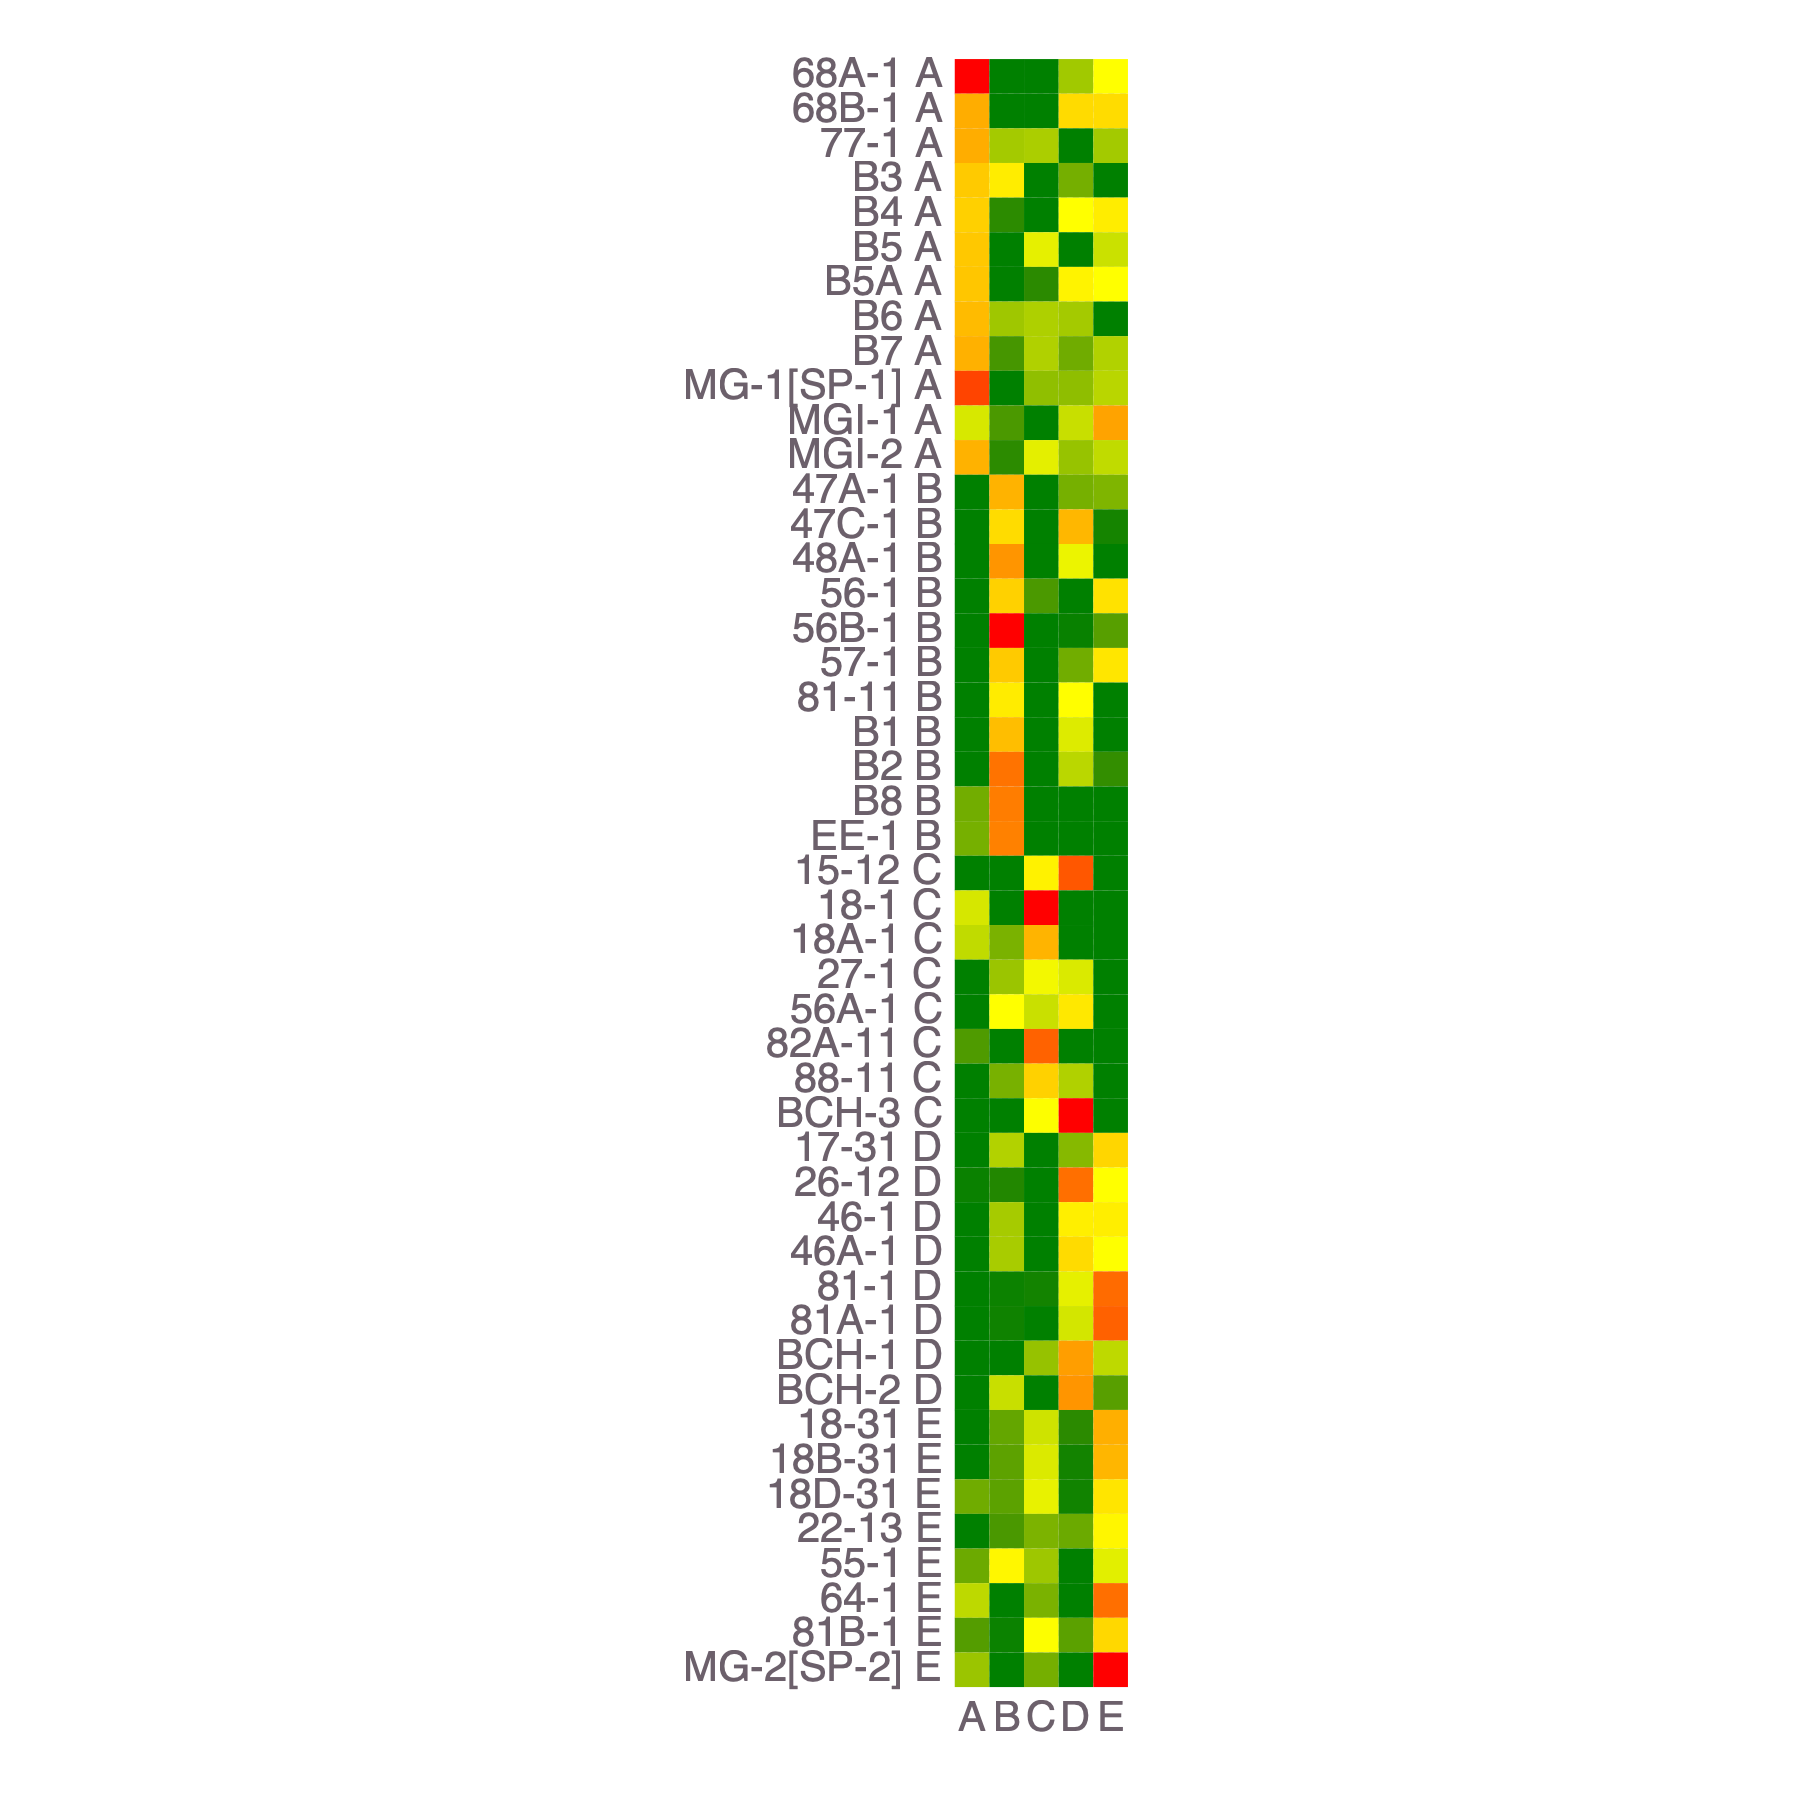 68A-1 A
68B-1 A
77-1 A
B3 A
B4 A
B5 A
B5A A
B6 A
B7 A
MG-1[SP-1] A
MGI-1 A
MGI-2 A
47A-1 B
47C-1 B
48A-1 B
56-1 B
56B-1 B
57-1 B
81-11 B
B1 B
B2 B
B8 B
EE-1 B
15-12 C
18-1 C
18A-1 C
27-1 C
56A-1 C
82A-11 C
88-11 C
BCH-3 C
17-31 D
26-12 D
46-1 D
46A-1 D
81-1 D
81A-1 D
BCH-1 D
BCH-2 D
18-31 E
18B-31 E
18D-31 E
22-13 E
55-1 E
64-1 E
81B-1 E
MG-2[SP-2] E
A B C D E